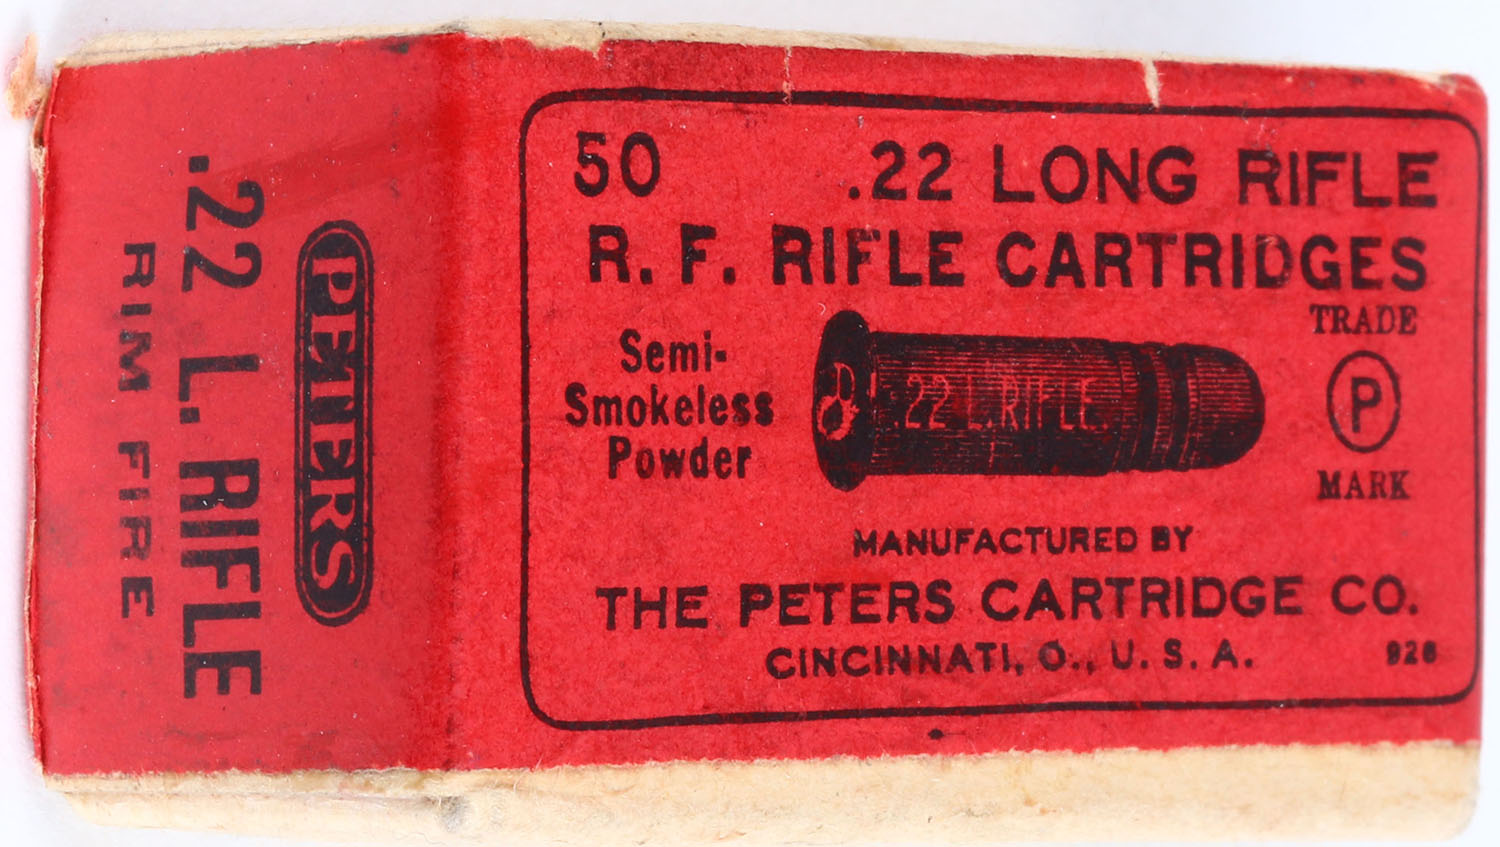 50 .22 LONG RIFLE
R. F. RIFLE CARTRIDGES
Semi-
Smokeless
Powder
.22 L. RIFLE
TRADE
P
MARK
MANUFACTURED BY
THE PETERS CARTRIDGE CO.
CINCINNATI, O., U. S. A.
926
PETERS
.22 L. RIFLE
RIM FIRE